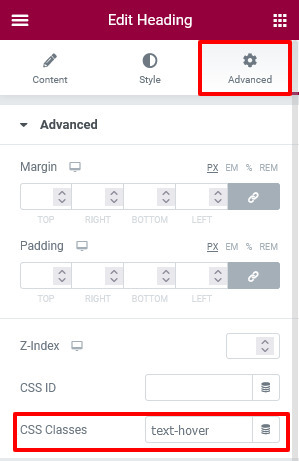 Edit Heading
Content Style Advanced
Advanced
Margin PX EM % REM
TOP RIGHT BOTTOM LEFT
Padding PX EM % REM
TOP RIGHT BOTTOM LEFT
Z-Index
CSS ID
CSS Classes text-hover